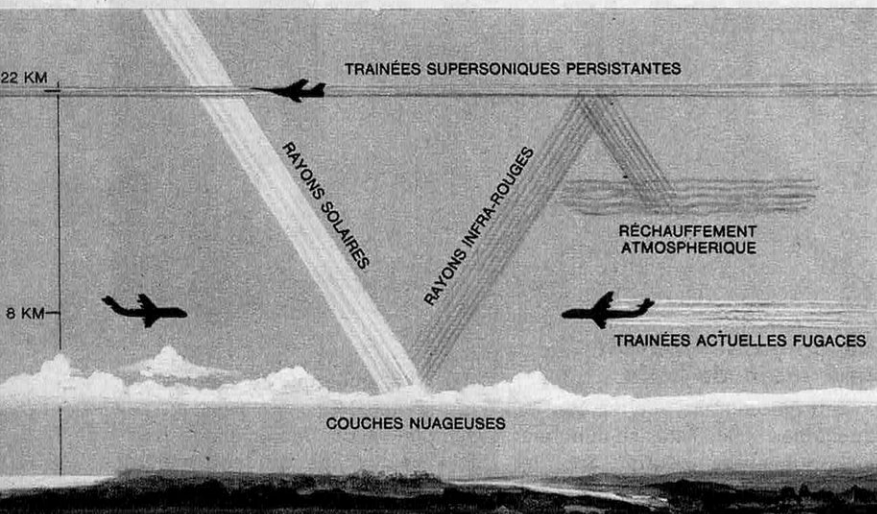 22 KM
TRAINÉES SUPERSONIQUES PERSISTANTES
RAYONS SOLAIRES
RAYONS INFRA-ROUGES
RÉCHAUFFEMENT
ATMOSPHERIQUE
8 KM
TRAINÉES ACTUELLES FUGACES
COUCHES NUAGEUSES